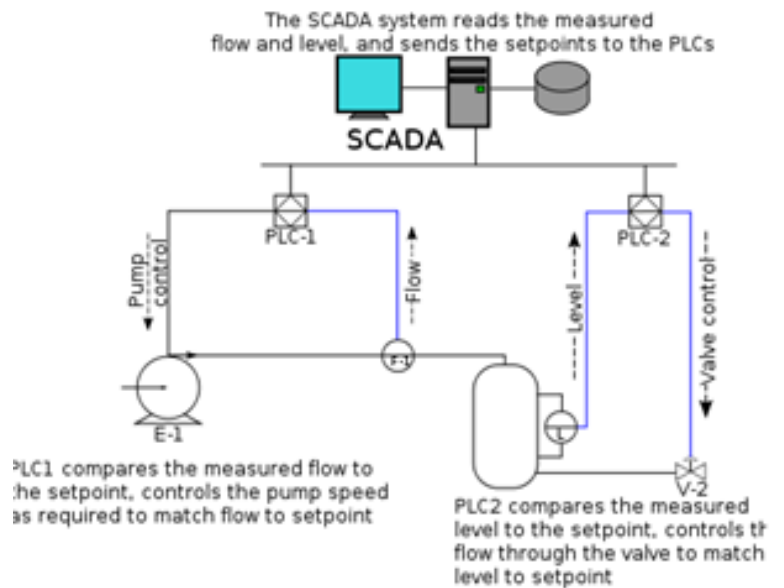 The SCADA system reads the measured
flow and level, and sends the setpoints to the PLCs
SCADA
PLC-1
PLC-2
Pump
control
Flow
Level
Valve control
F-1
L
E-1
V-2
PLC1 compares the measured flow to
the setpoint, controls the pump speed
as required to match flow to setpoint
PLC2 compares the measured
level to the setpoint, controls th
flow through the valve to match
level to setpoint